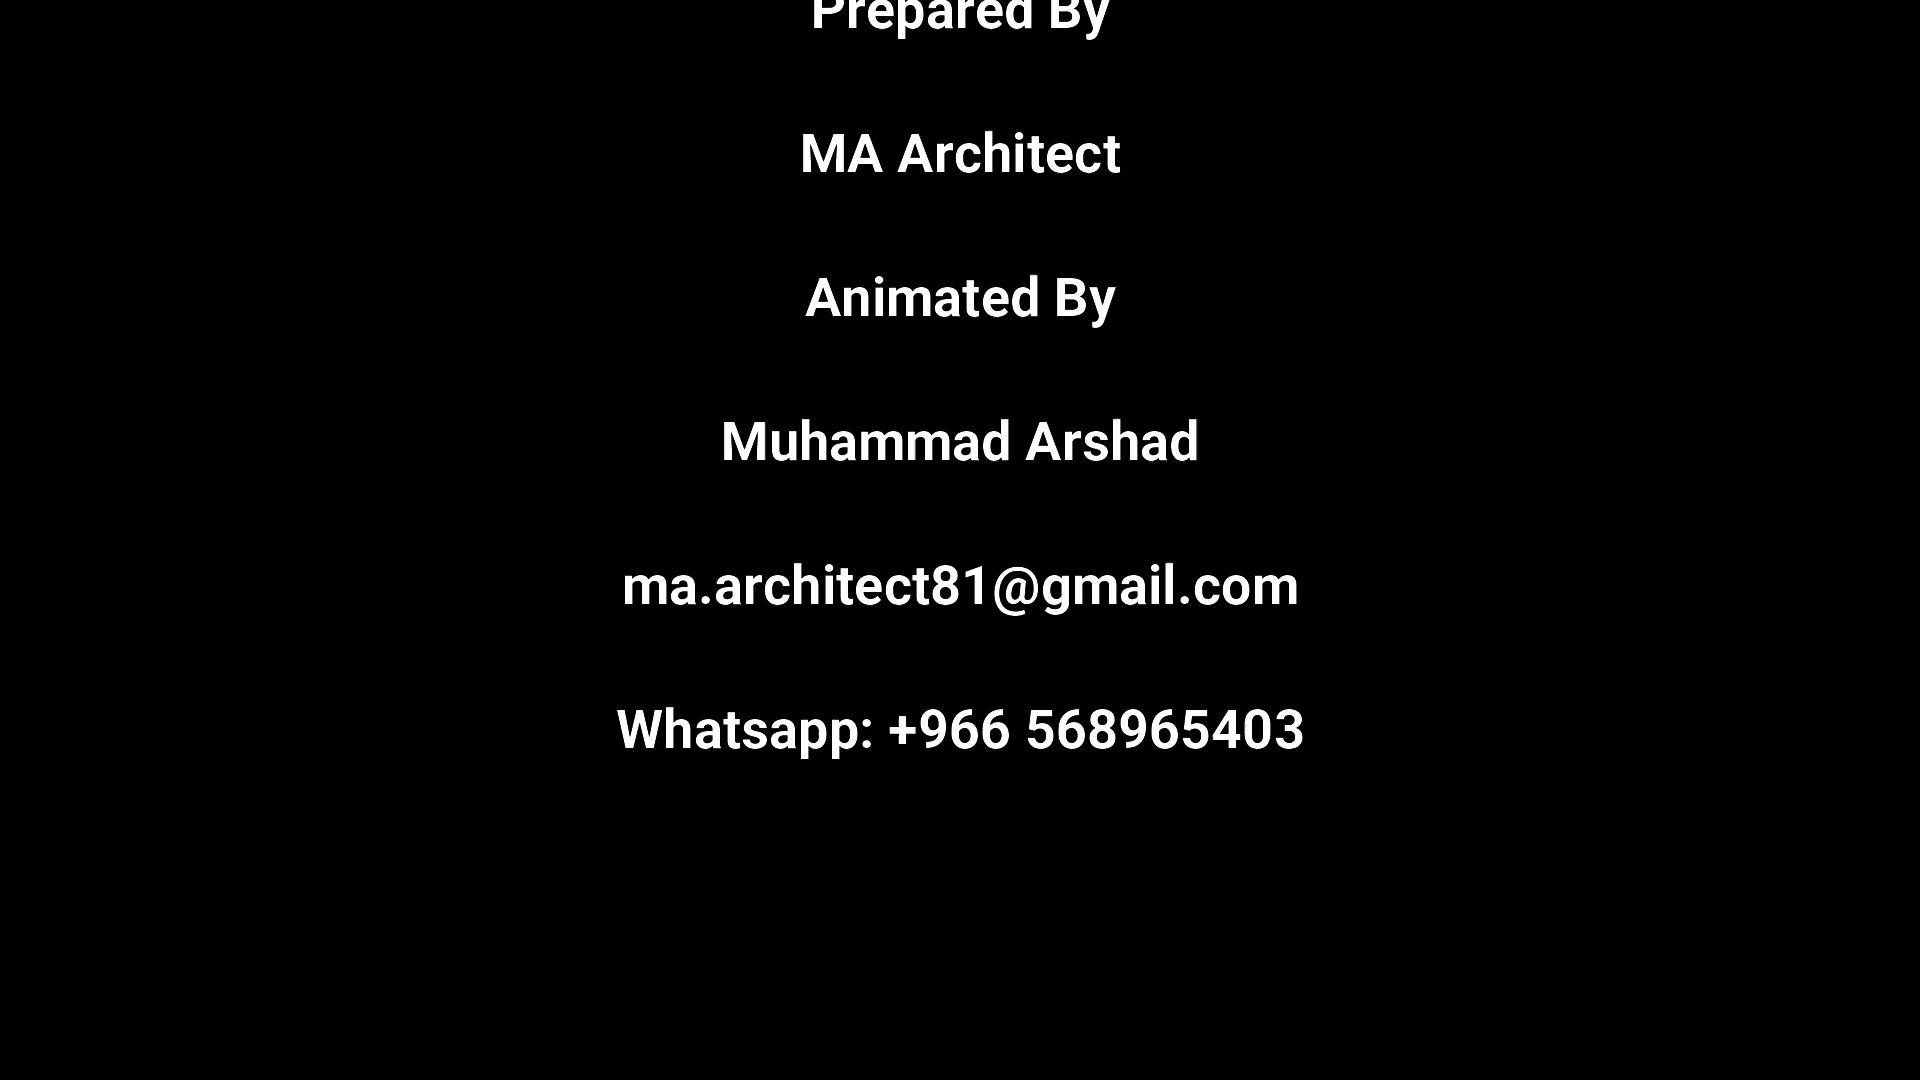 Prepared By
MA Architect
Animated By
Muhammad Arshad
ma.architect81@gmail.com
Whatsapp: +966 568965403